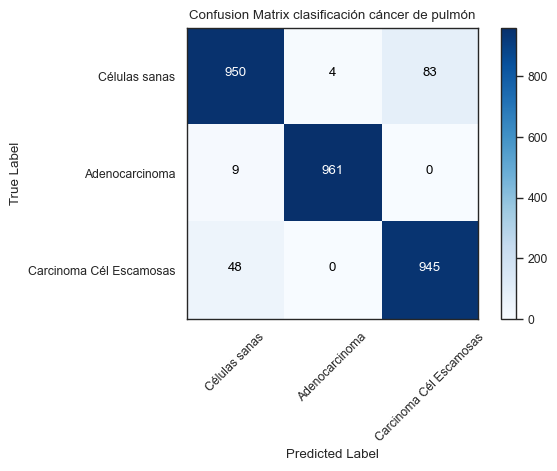 Confusion Matrix clasificación cáncer de pulmón
True Label
Células sanas
Adenocarcinoma
Carcinoma Cél Escamosas
950 4 83
9 961 0
48 0 945
Células sanas
Adenocarcinoma
Carcinoma Cél Escamosas
Predicted Label
800
600
400
200
0